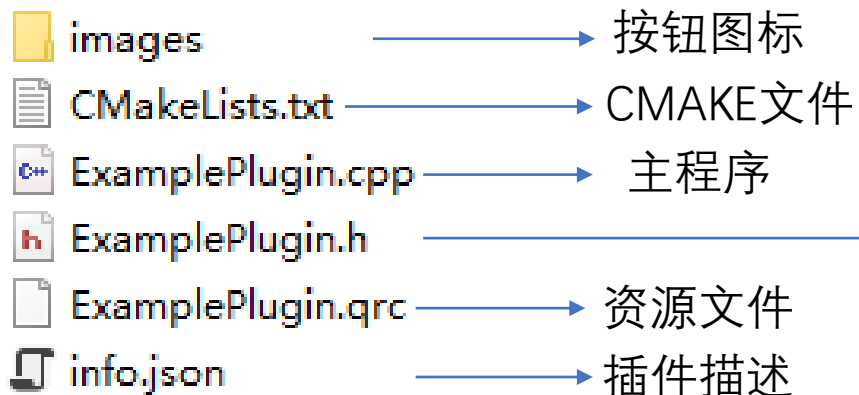 images 按钮图标
CMakeLists.txt CMAKE文件
ExamplePlugin.cpp 主程序
ExamplePlugin.h
ExamplePlugin.qrc 资源文件
info.json 插件描述